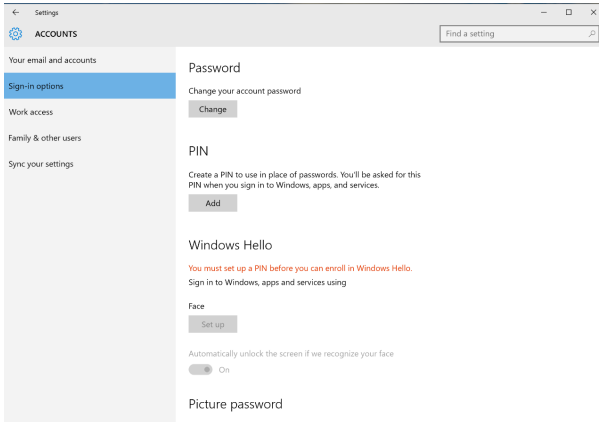 Settings
ACCOUNTS
Find a setting
Your email and accounts
Sign-in options
Work access
Family & other users
Sync your settings
Password
Change your account password
Change
PIN
Create a PIN to use in place of passwords. You'll be asked for this
PIN when you sign in to Windows, apps, and services.
Add
Windows Hello
You must set up a PIN before you can enroll in Windows Hello.
Sign in to Windows, apps and services using
Face
Set up
Automatically unlock the screen if we recognize your face
On
Picture password